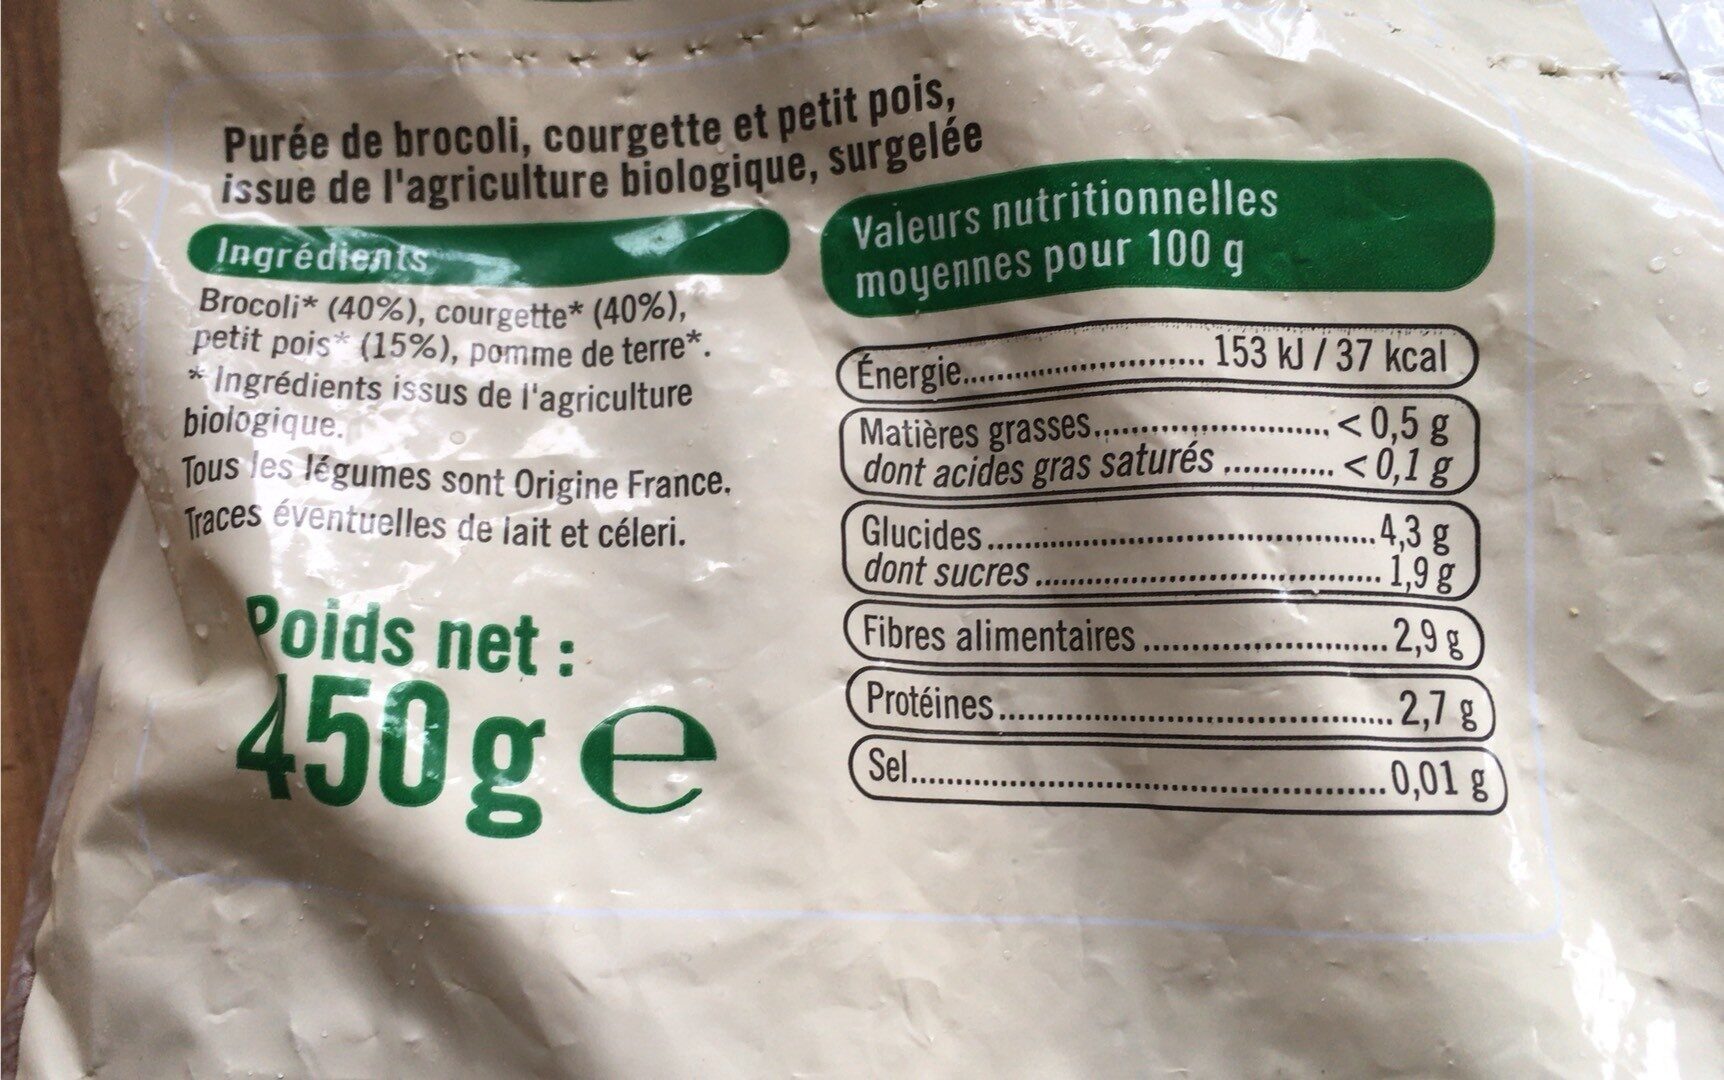 Purée de brocoli, courgette et petit pois,
issue de l'agriculture biologique, surgelée
Ingrédients
Brocoli* (40%), courgette* (40%),
petit pois* (15%), pomme de terre*.
* Ingrédients issus de l'agriculture
biologique.
Tous les légumes sont Origine France.
Traces éventuelles de lait et céleri.
Poids net :
450 g e
Valeurs nutritionnelles
moyennes pour 100 g
Énergie.................... 153 kJ / 37 kcal
Matières grasses.................... < 0,5 g
dont acides gras saturés ............ < 0,1 g
Glucides.................... 4,3 g
dont sucres.................... 1,9 g
Fibres alimentaires.................... 2,9 g
Protéines.................... 2,7 g
Sel.................... 0,01 g